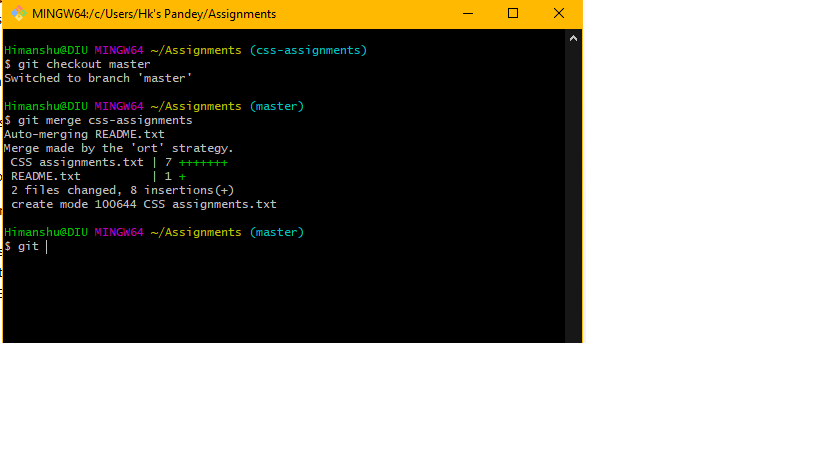 MINGW64:/c/Users/Hk's Pandey/Assignments
Himanshu@DIU MINGW64 ~/Assignments (css-assignments)
$ git checkout master
Switched to branch 'master'
Himanshu@DIU MINGW64 ~/Assignments (master)
$ git merge css-assignments
Auto-merging README.txt
Merge made by the 'ort' strategy.
CSS assignments.txt | 7 +++++++
README.txt          | 1 +
2 files changed, 8 insertions(+)
create mode 100644 CSS assignments.txt
Himanshu@DIU MINGW64 ~/Assignments (master)
$ git